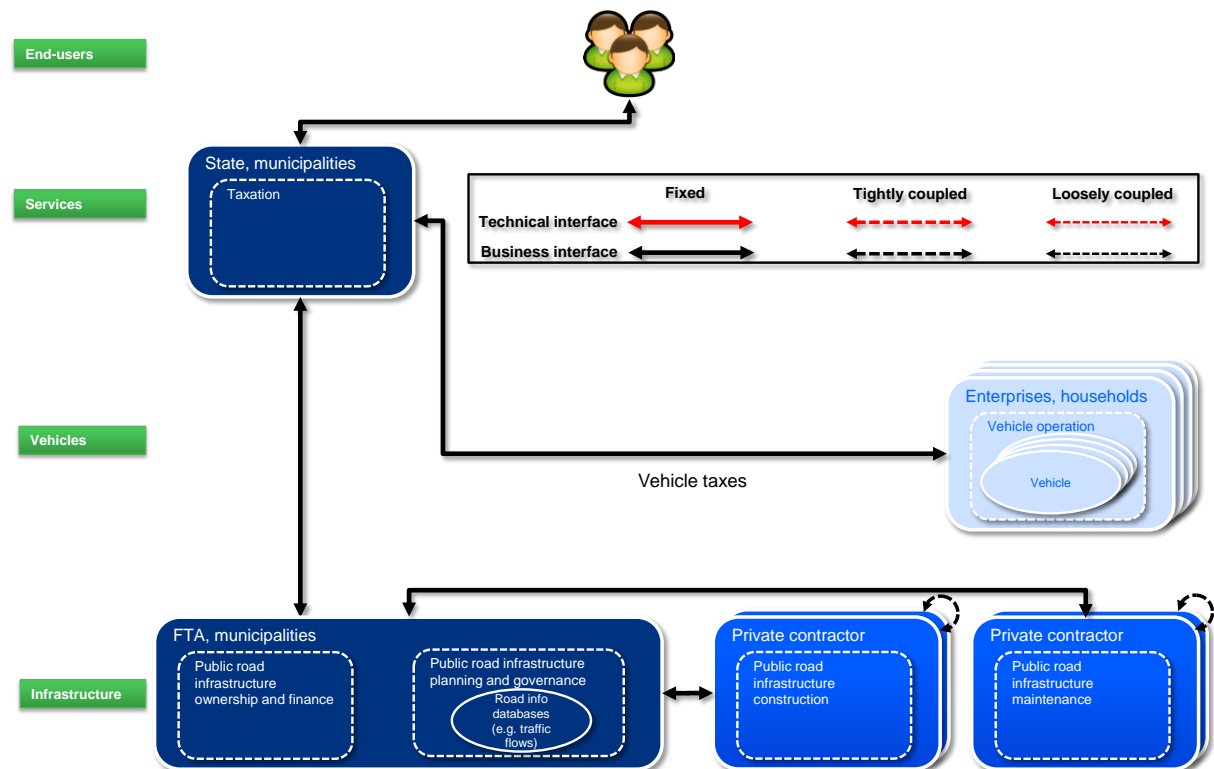 End-users
State, municipalities
Taxation
Services
Fixed
Tightly coupled
Loosely coupled
Technical interface
Business interface
Enterprises, households
Vehicle operation
Vehicle
Vehicles
Vehicle taxes
FTA, municipalities
Public road
infrastructure
ownership and finance
Public road infrastructure
planning and governance
Road info
databases
(e.g. traffic
flows)
Private contractor
Public road
infrastructure
construction
Private contractor
Public road
infrastructure
maintenance
Infrastructure